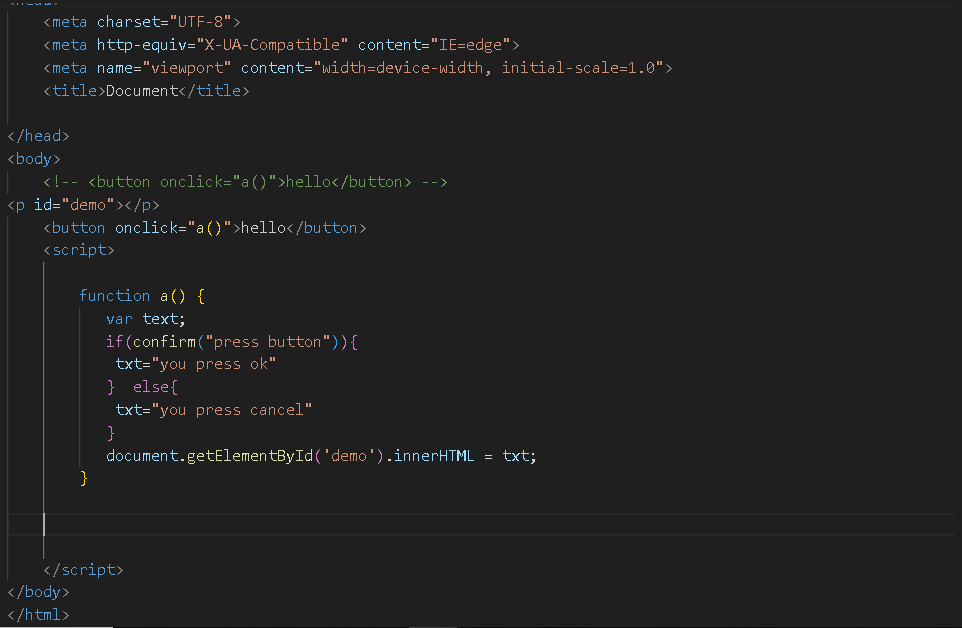 <head>
<meta charset="UTF-8">
<meta http-equiv="X-UA-Compatible" content="IE=edge">
<meta name="viewport" content="width=device-width, initial-scale=1.0">
<title>Document</title>
</head>
<body>
<!-- <button onclick="a()">hello</button> -->
<p id="demo"></p>
<button onclick="a()">hello</button>
<script>
function a() {
var text;
if(confirm("press button")){
txt="you press ok"
}  else{
txt="you press cancel"
}
document.getElementById('demo').innerHTML = txt;
}
</script>
</body>
</html>